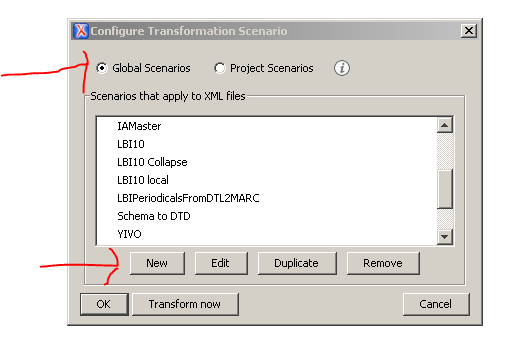 Configure Transformation Scenario
Global Scenarios Project Scenarios i
Scenarios that apply to XML files
IAMaster
LBI10
LBI10 Collapse
LBI10 local
LBIPeriodicalsFromDTL2MARC
Schema to DTD
YIVO
New Edit Duplicate Remove
OK Transform now Cancel